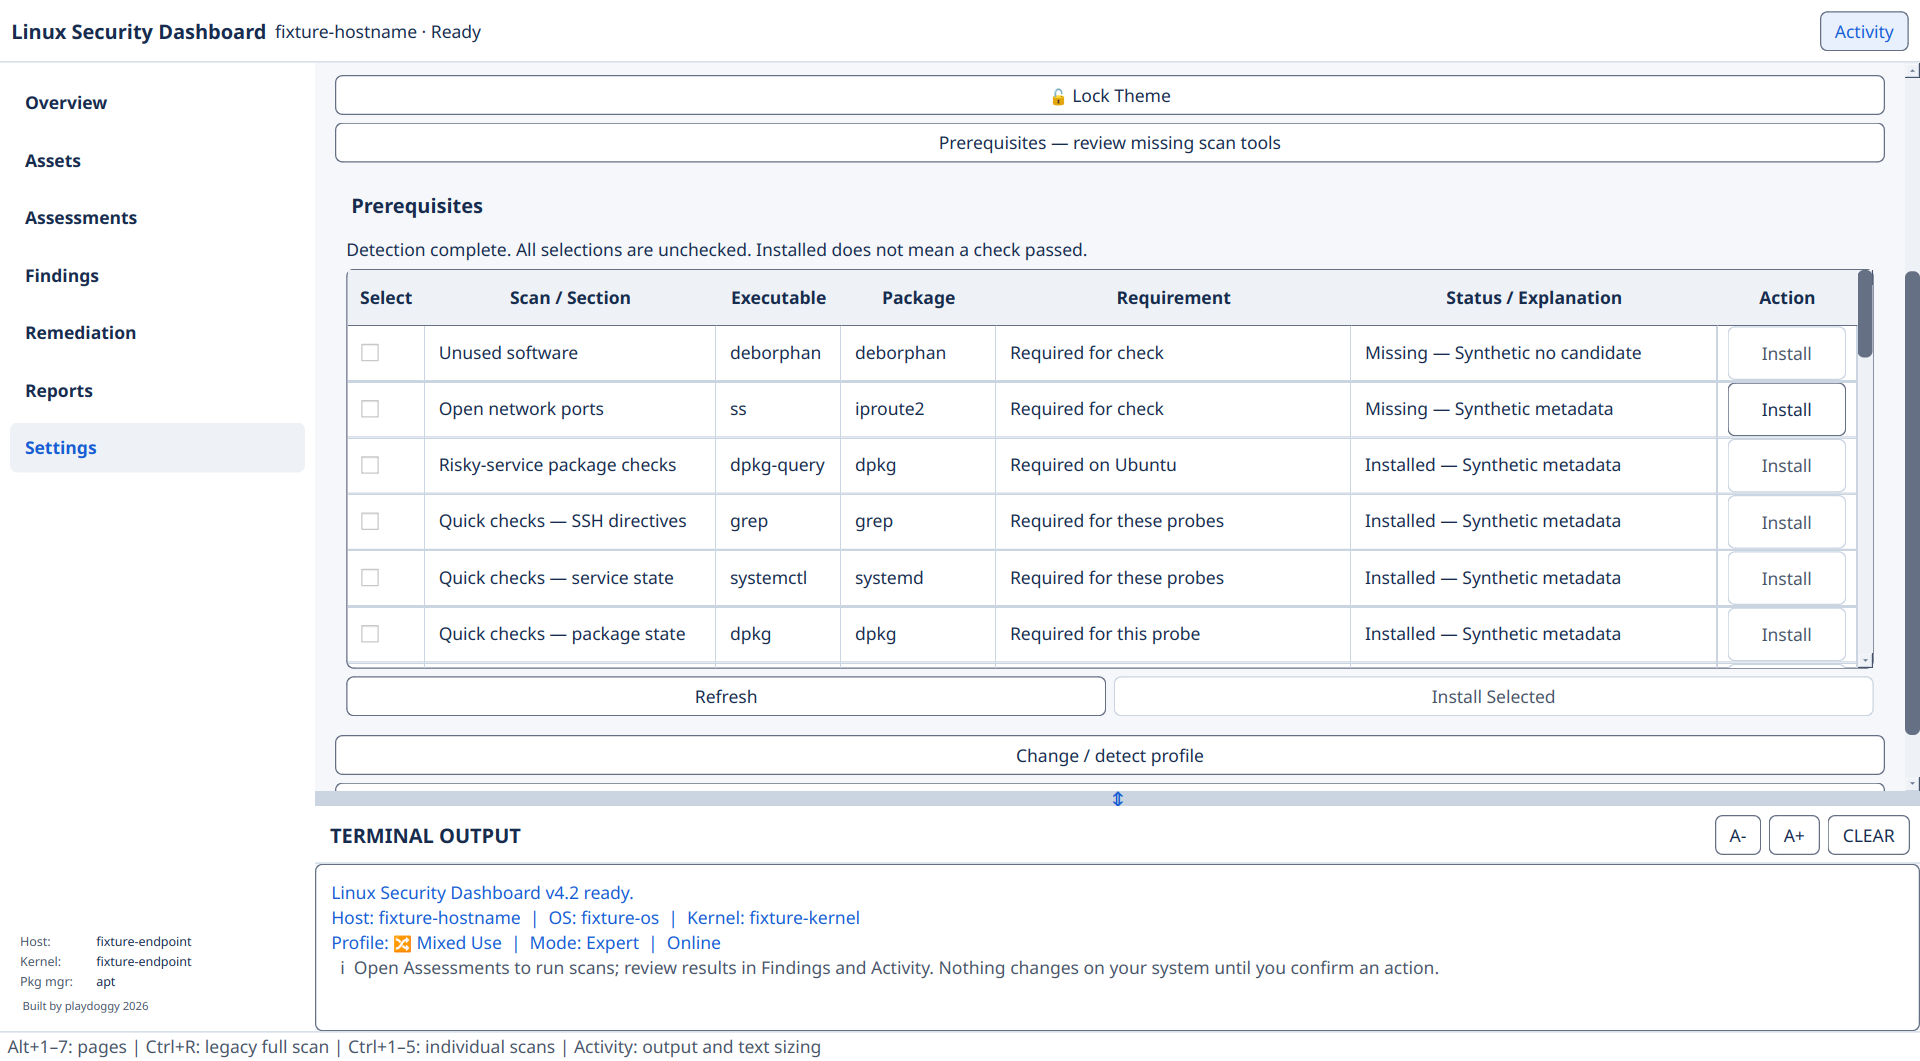 Linux Security Dashboard fixture-hostname · Ready
Activity
Overview
Assets
Assessments
Findings
Remediation
Reports
Settings
🔓 Lock Theme
Prerequisites — review missing scan tools
Prerequisites
Detection complete. All selections are unchecked. Installed does not mean a check passed.
Select Scan / Section Executable Package Requirement Status / Explanation Action
Unused software deborphan deborphan Required for check Missing — Synthetic no candidate Install
Open network ports ss iproute2 Required for check Missing — Synthetic metadata Install
Risky-service package checks dpkg-query dpkg Required on Ubuntu Installed — Synthetic metadata Install
Quick checks — SSH directives grep grep Required for these probes Installed — Synthetic metadata Install
Quick checks — service state systemctl systemd Required for these probes Installed — Synthetic metadata Install
Quick checks — package state dpkg dpkg Required for this probe Installed — Synthetic metadata Install
Refresh
Install Selected
Change / detect profile
TERMINAL OUTPUT
A-
A+
CLEAR
Linux Security Dashboard v4.2 ready.
Host: fixture-hostname | OS: fixture-os | Kernel: fixture-kernel
Profile: 🔀 Mixed Use | Mode: Expert | Online
i Open Assessments to run scans; review results in Findings and Activity. Nothing changes on your system until you confirm an action.
Host: fixture-endpoint
Kernel: fixture-endpoint
Pkg mgr: apt
Built by playdoggy 2026
Alt+1–7: pages | Ctrl+R: legacy full scan | Ctrl+1–5: individual scans | Activity: output and text sizing